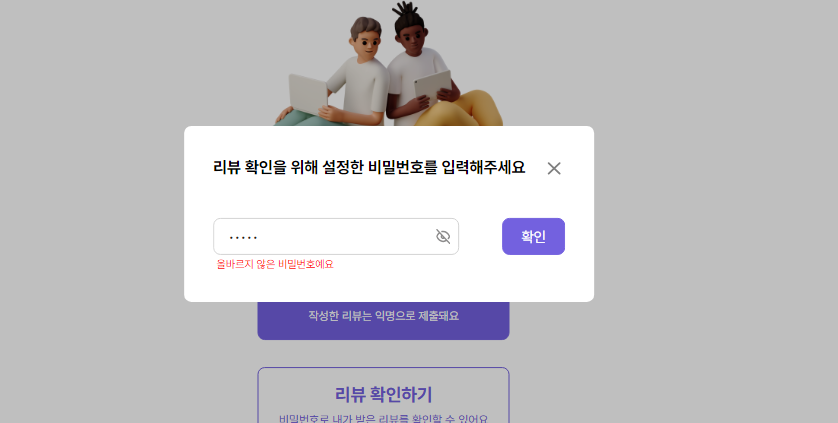 리뷰 확인을 위해 설정한 비밀번호를 입력해주세요
•••••
확인
올바르지 않은 비밀번호예요
작성한 리뷰는 익명으로 제출돼요
리뷰 확인하기
비밀번호로 내가 받은 리뷰를 확인할 수 있어요